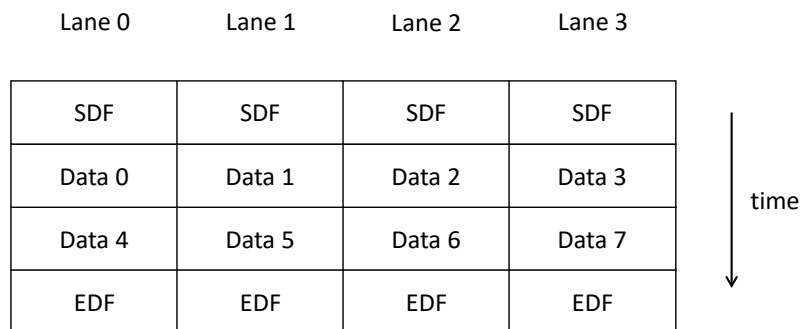 Lane 0 Lane 1 Lane 2 Lane 3
SDF SDF SDF SDF
Data 0 Data 1 Data 2 Data 3
time
Data 4 Data 5 Data 6 Data 7
EDF EDF EDF EDF